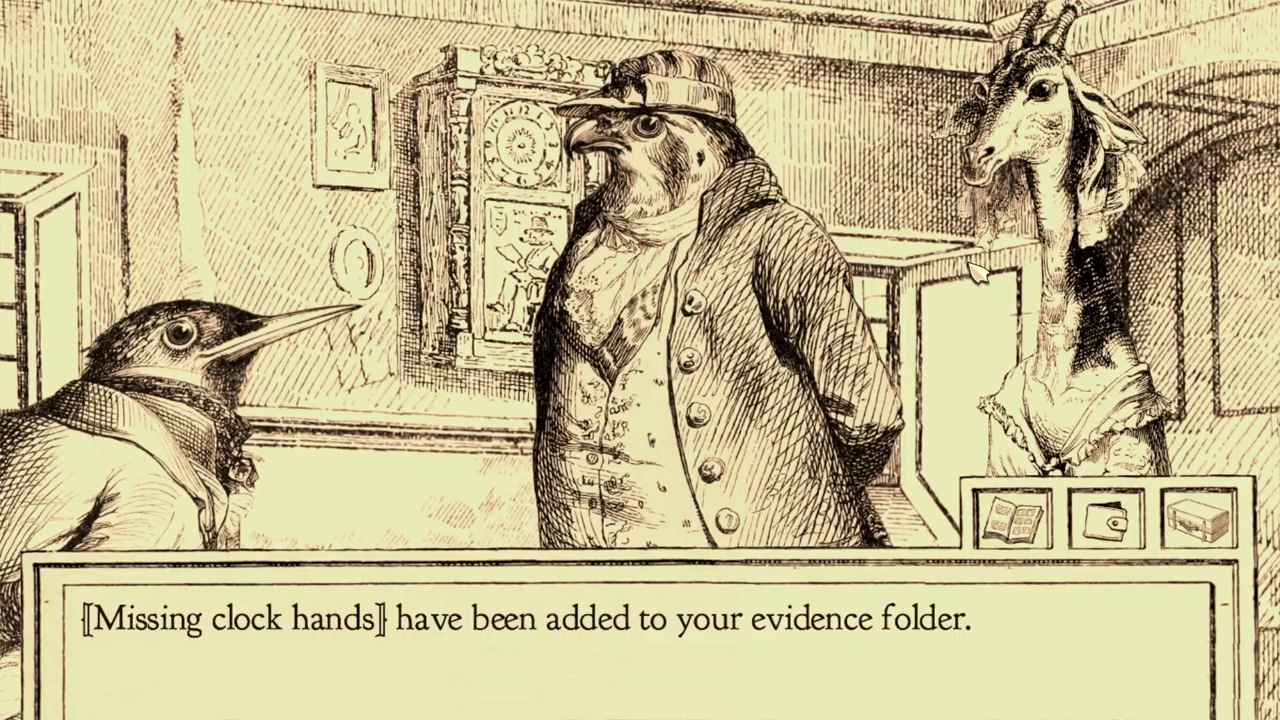 ⟦Missing clock hands⟧ have been added to your evidence folder.